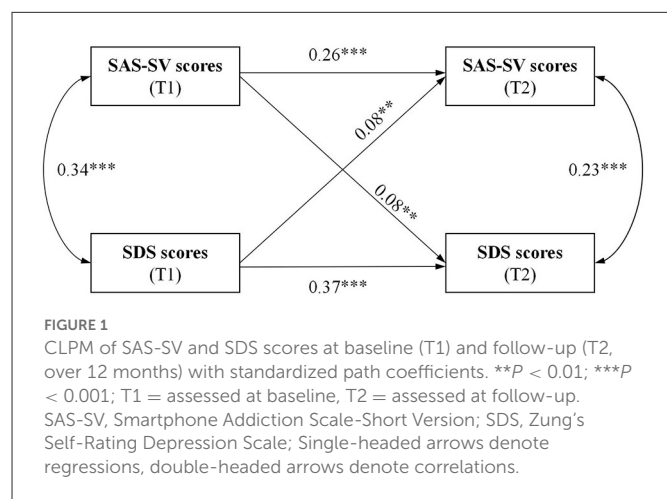 SAS-SV scores
(T1)
0.26***
SAS-SV scores
(T2)
0.08**
0.34***
0.23***
0.08**
SDS scores
(T1)
0.37***
SDS scores
(T2)
FIGURE 1
CLPM of SAS-SV and SDS scores at baseline (T1) and follow-up (T2,
over 12 months) with standardized path coefficients. **P < 0.01; ***P
< 0.001; T1 = assessed at baseline, T2 = assessed at follow-up.
SAS-SV, Smartphone Addiction Scale-Short Version; SDS, Zung's
Self-Rating Depression Scale; Single-headed arrows denote
regressions, double-headed arrows denote correlations.